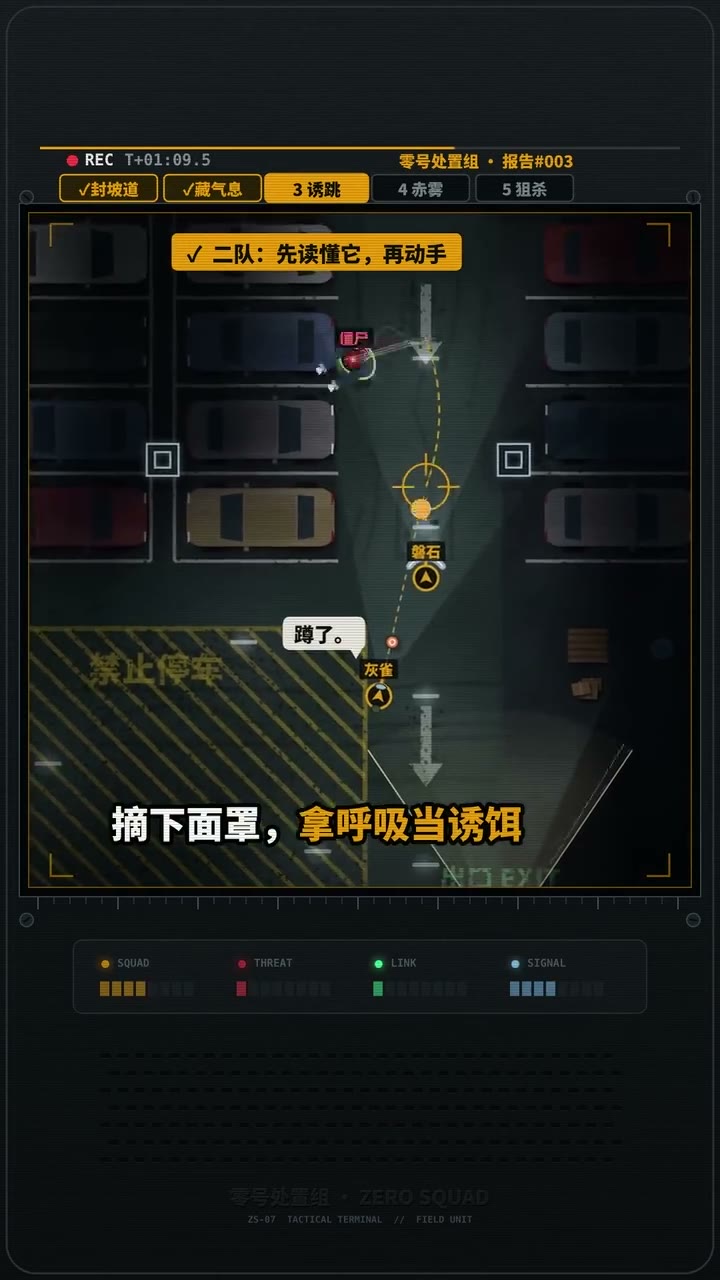 REC T+01:09.5
零号处置组 · 报告#003
✓封坡道
✓藏气息
3 诱跳
4 赤雾
5 狙杀
✓ 二队：先读懂它，再动手
僵尸
磐石
蹲了。
灰雀
禁止停车
摘下面罩，拿呼吸当诱饵
出口 EXIT
SQUAD
THREAT
LINK
SIGNAL
零号处置组 · ZERO SQUAD
ZS-07 TACTICAL TERMINAL // FIELD UNIT